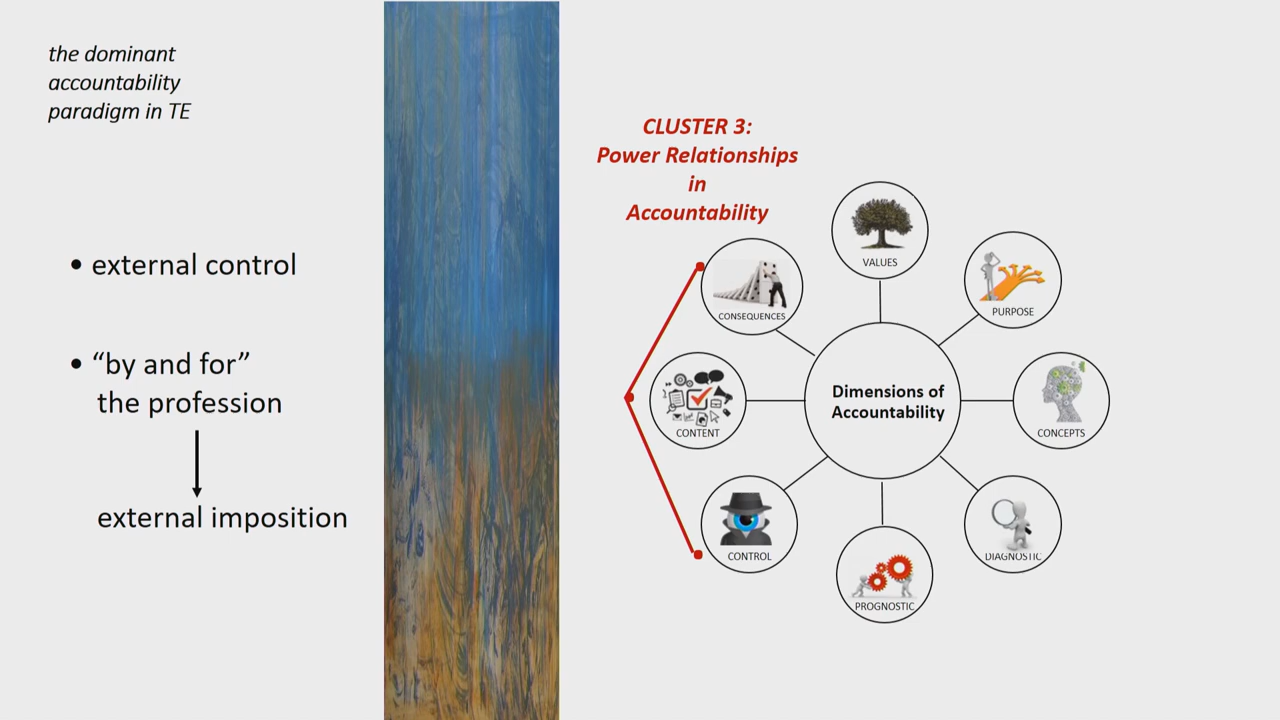 the dominant
accountability
paradigm in TE
• external control
• “by and for”
the profession
external imposition
CLUSTER 3:
Power Relationships
in
Accountability
VALUES
PURPOSE
CONCEPTS
DIAGNOSTIC
PROGNOSTIC
CONTROL
CONTENT
CONSEQUENCES
Dimensions of
Accountability